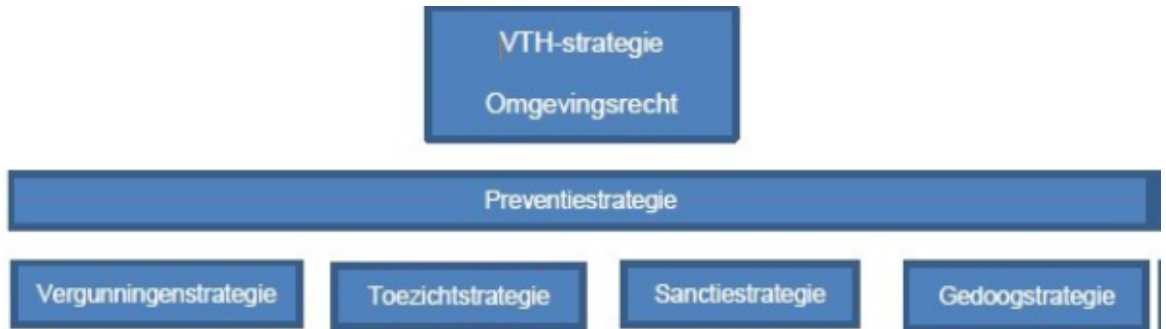 VTH-strategie
Omgevingsrecht
Preventiestrategie
Vergunningenstrategie
Toezichtstrategie
Sanctiestrategie
Gedoogstrategie